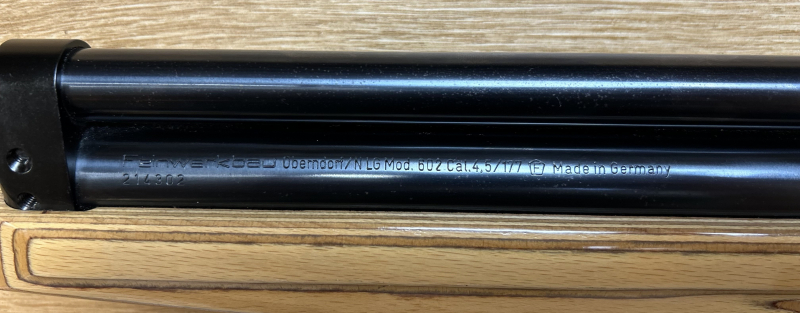 Feinwerkbau Oberndorf/N LG Mod. 602 Cal.4,5/177 F Made in Germany
214302